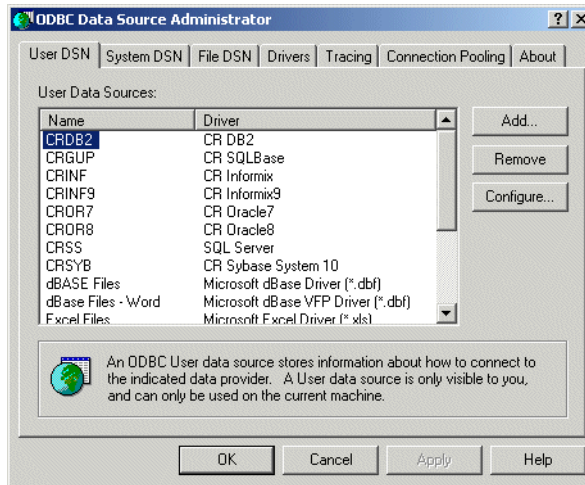 ODBC Data Source Administrator
User DSN System DSN File DSN Drivers Tracing Connection Pooling About
User Data Sources:
Name Driver
CRDB2 CR DB2
CRGUP CR SQLBase
CRINF CR Informix
CRINF9 CR Informix9
CROR7 CR Oracle7
CROR8 CR Oracle8
CRSS SQL Server
CRSYB CR Sybase System 10
dBASE Files Microsoft dBase Driver (*.dbf)
dBase Files - Word Microsoft dBase VFP Driver (*.dbf)
Excel Files Microsoft Excel Driver (*.xls)
Add...
Remove
Configure...
An ODBC User data source stores information about how to connect to
the indicated data provider. A User data source is only visible to you,
and can only be used on the current machine.
OK Cancel Apply Help